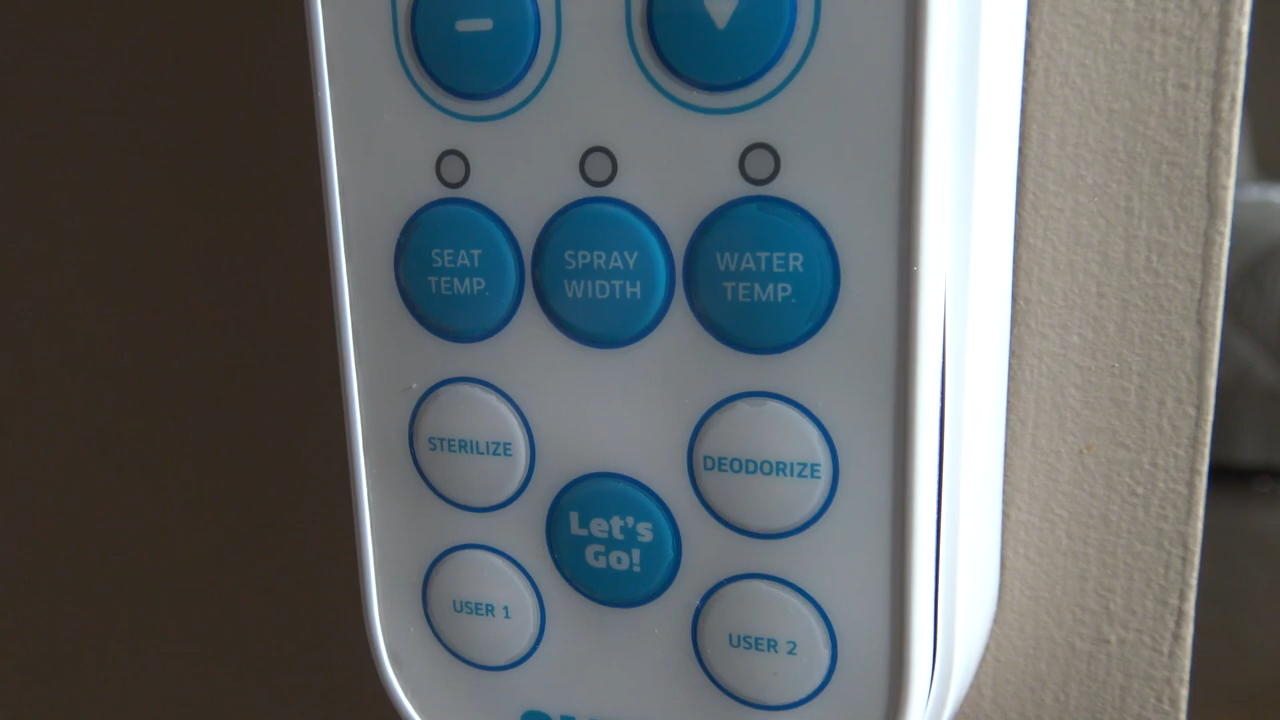 SEAT
TEMP.
SPRAY
WIDTH
WATER
TEMP.
STERILIZE
DEODORIZE
Let's
Go!
USER 1
USER 2